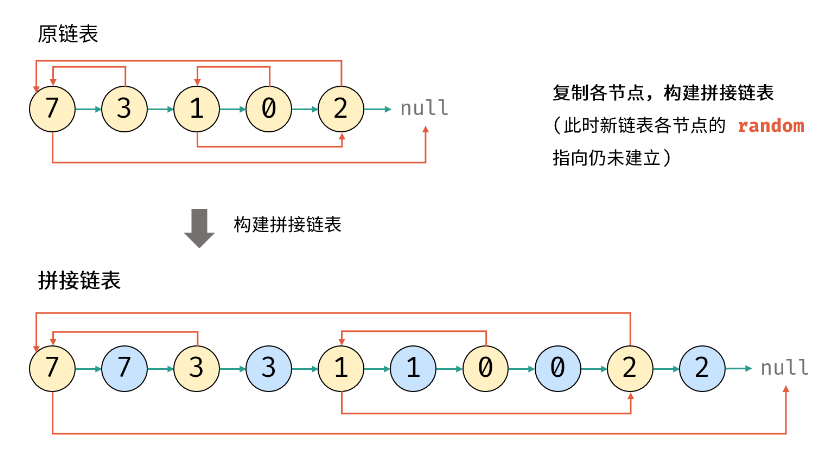 原链表
7 3 1 0 2 null
复制各节点，构建拼接链表
（此时新链表各节点的 random
指向仍未建立）
构建拼接链表
拼接链表
7 7 3 3 1 1 0 0 2 2 null